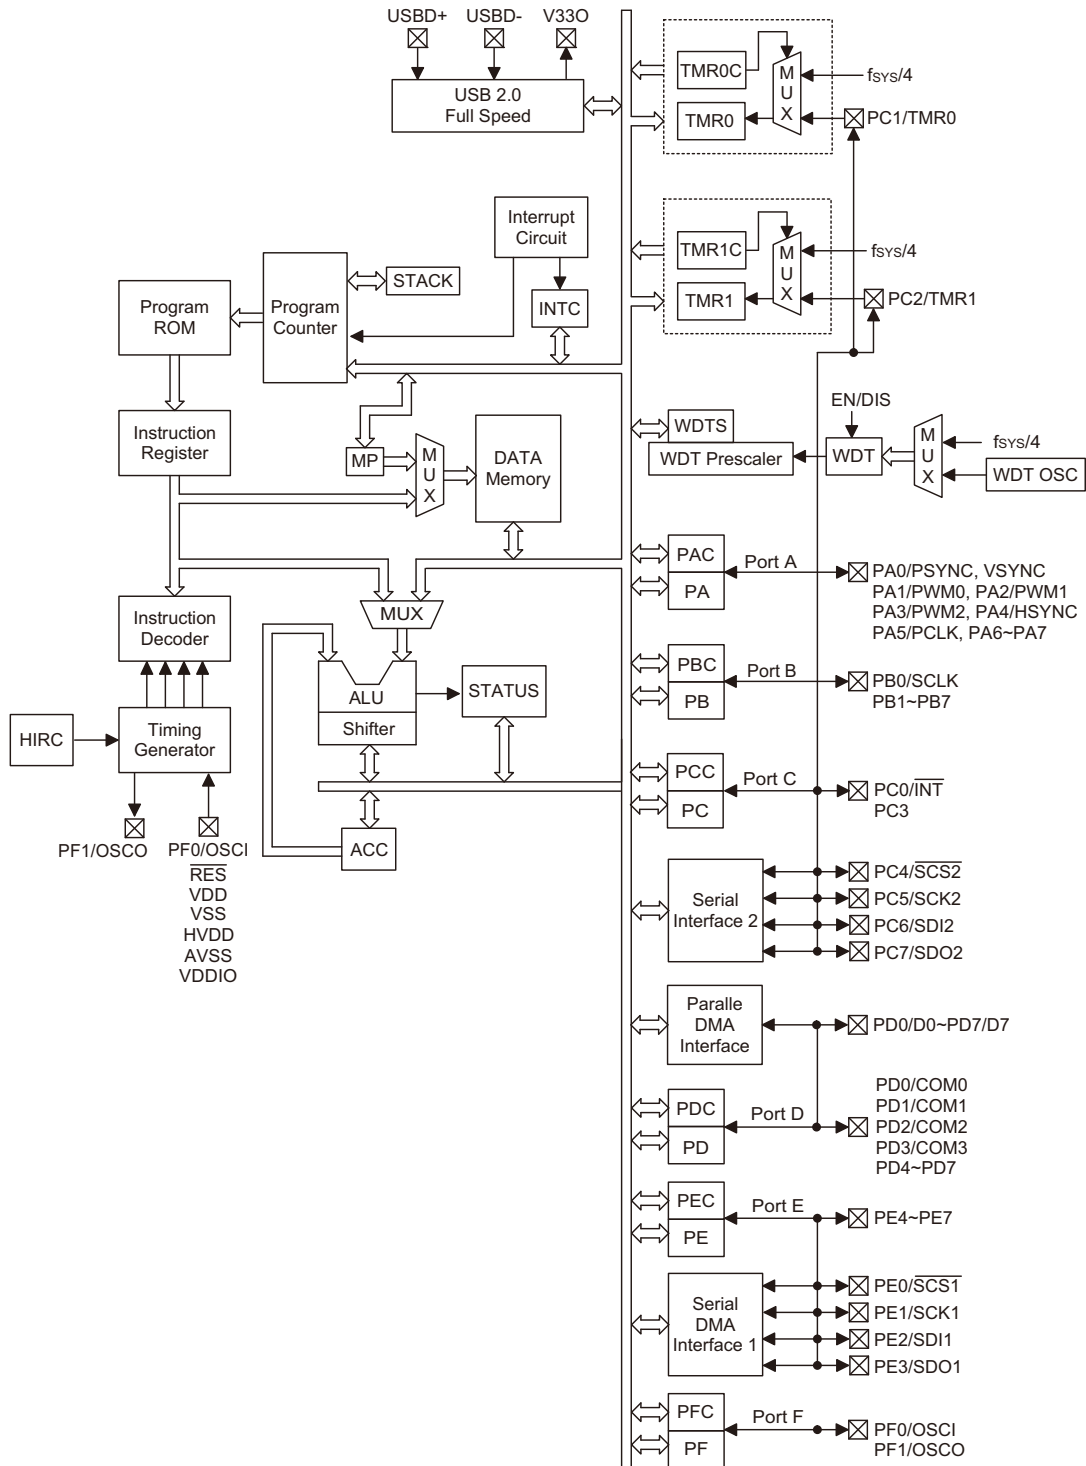 USBD+ USBD- V33O
USB 2.0
Full Speed
TMR0C
TMR0
M
U
X
fSYS/4
PC1/TMR0
TMR1C
TMR1
M
U
X
fSYS/4
PC2/TMR1
Interrupt
Circuit
STACK
INTC
Program
ROM
Program
Counter
Instruction
Register
MP
M
U
X
DATA
Memory
WDTS
WDT Prescaler
EN/DIS
WDT
M
U
X
fSYS/4
WDT OSC
PAC
PA
Port A
PA0/PSYNC, VSYNC
PA1/PWM0, PA2/PWM1
PA3/PWM2, PA4/HSYNC
PA5/PCLK, PA6~PA7
MUX
Instruction
Decoder
ALU
Shifter
STATUS
PBC
PB
Port B
PB0/SCLK
PB1~PB7
HIRC
Timing
Generator
PCC
PC
Port C
PC0/INT
PC3
PF1/OSCO
PF0/OSCI
RES
VDD
VSS
HVDD
AVSS
VDDIO
ACC
Serial
Interface 2
PC4/SCS2
PC5/SCK2
PC6/SDI2
PC7/SDO2
Paralle
DMA
Interface
PD0/D0~PD7/D7
PDC
PD
Port D
PD0/COM0
PD1/COM1
PD2/COM2
PD3/COM3
PD4~PD7
PEC
PE
Port E
PE4~PE7
Serial
DMA
Interface 1
PE0/SCS1
PE1/SCK1
PE2/SDI1
PE3/SDO1
PFC
PF
Port F
PF0/OSCI
PF1/OSCO